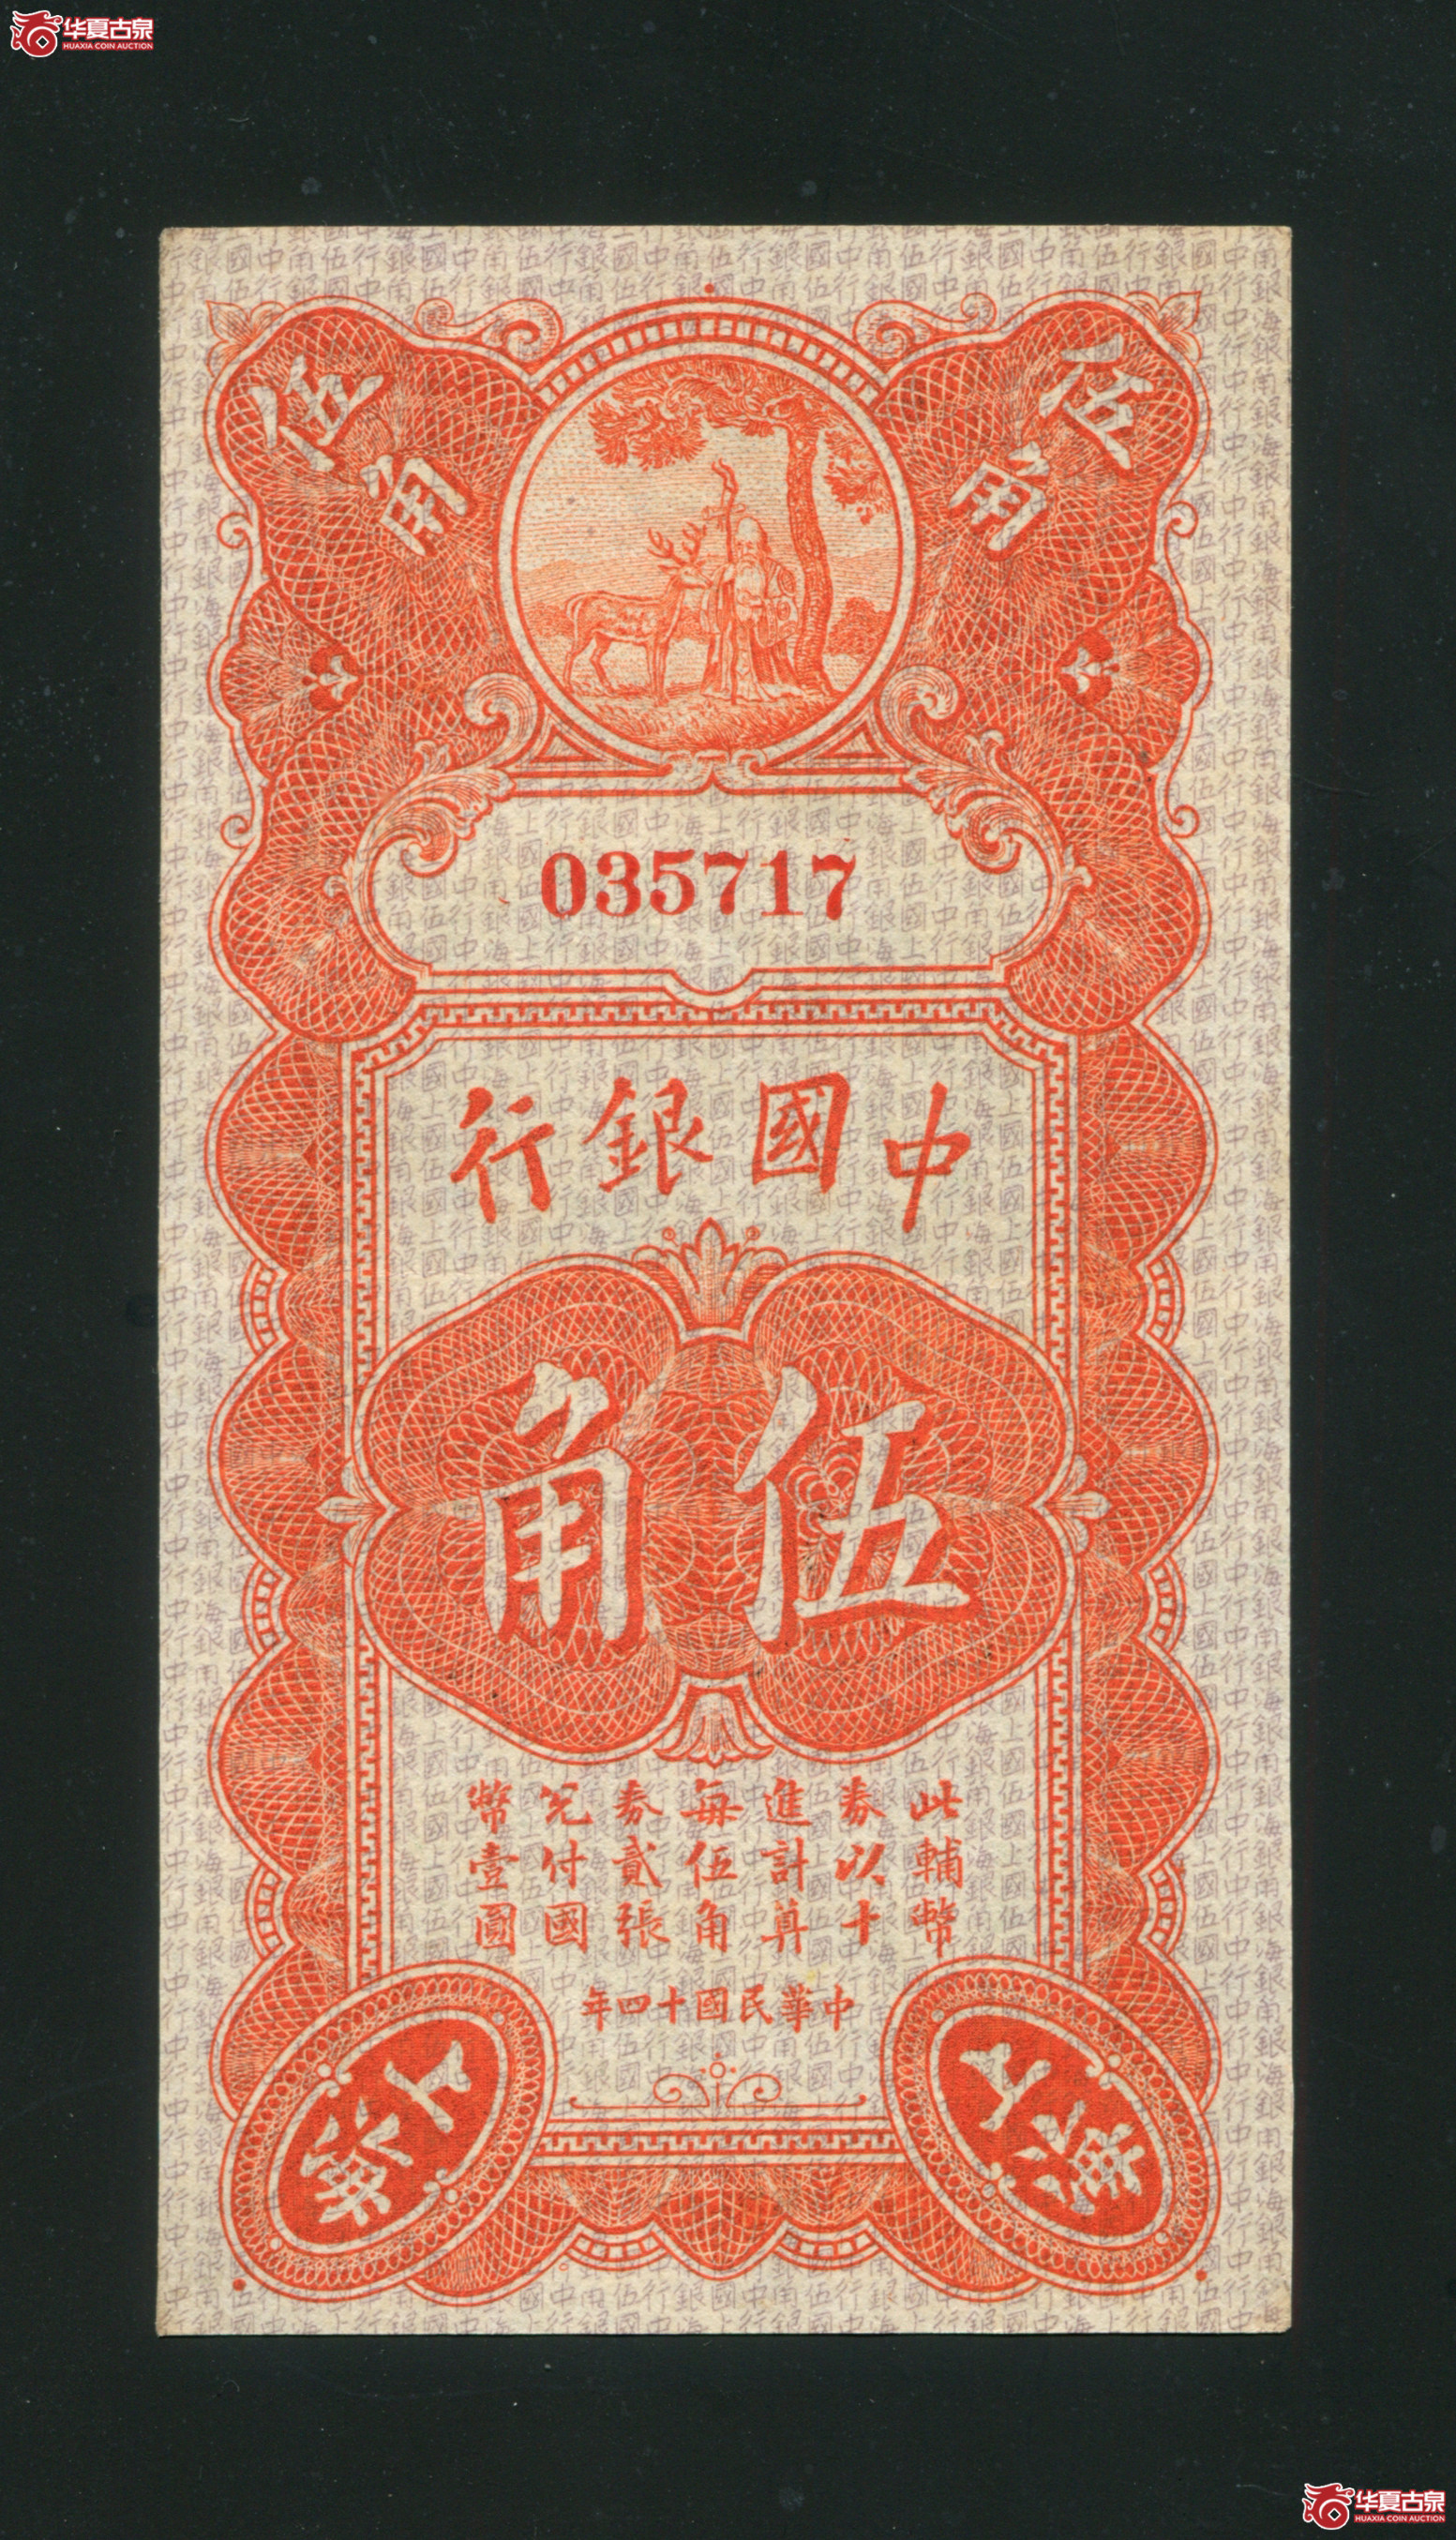 华夏古泉
HUAXIA COIN AUCTION
伍角
伍角
035717
中國銀行
伍角
此輔幣
券以十
進計算
每伍角
券貳張
兌付國
幣壹圓
中華民國十四年
上海
上海
华夏古泉
HUAXIA COIN AUCTION